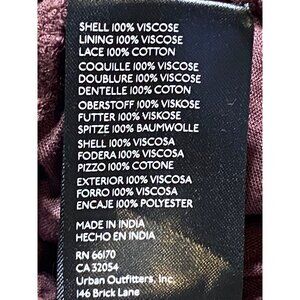 SHELL 100% VISCOSE
LINING 100% VISCOSE
LACE 100% COTTON
COQUILLE 100% VISCOSE
DOUBLURE 100% VISCOSE
DENTELLE 100% COTON
OBERSTOFF 100% VISKOSE
FUTTER 100% VISKOSE
SPITZE 100% BAUMWOLLE
SHELL 100% VISCOSA
FODERA 100% VISCOSA
PIZZO 100% COTONE
EXTERIOR 100% VISCOSA
FORRO 100% VISCOSA
ENCAJE 100% POLYESTER
MADE IN INDIA
HECHO EN INDIA
RN 66170
CA 32054
Urban Outfitters, Inc.
146 Brick Lane